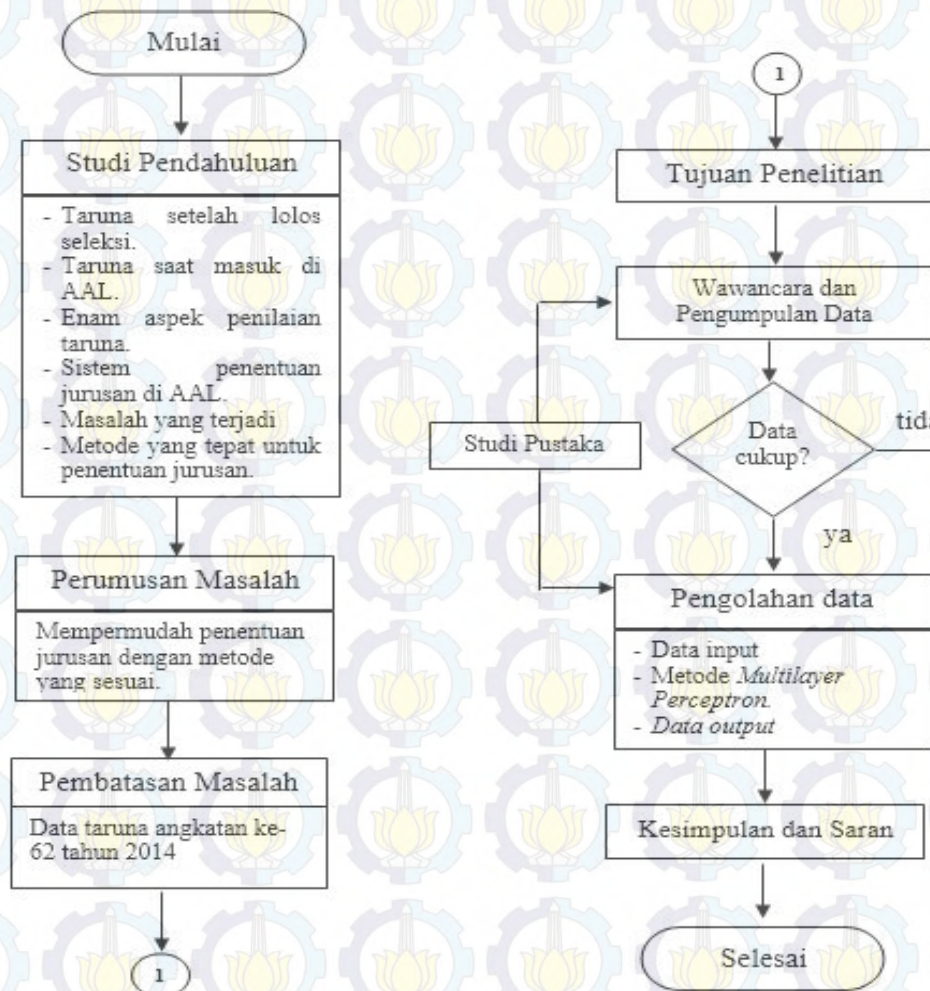 Mulai
Studi Pendahuluan
- Taruna setelah lolos
seleksi.
- Taruna saat masuk di
AAL.
- Enam aspek penilaian
taruna.
- Sistem penentuan
jurusan di AAL.
- Masalah yang terjadi
- Metode yang tepat untuk
penentuan jurusan.
Perumusan Masalah
Mempermudah penentuan
jurusan dengan metode
yang sesuai.
Pembatasan Masalah
Data taruna angkatan ke-
62 tahun 2014
1
1
Tujuan Penelitian
Wawancara dan
Pengumpulan Data
Studi Pustaka
Data
cukup?
ya
Pengolahan data
- Data input
- Metode Multilayer
Perceptron.
- Data output
Kesimpulan dan Saran
Selesai